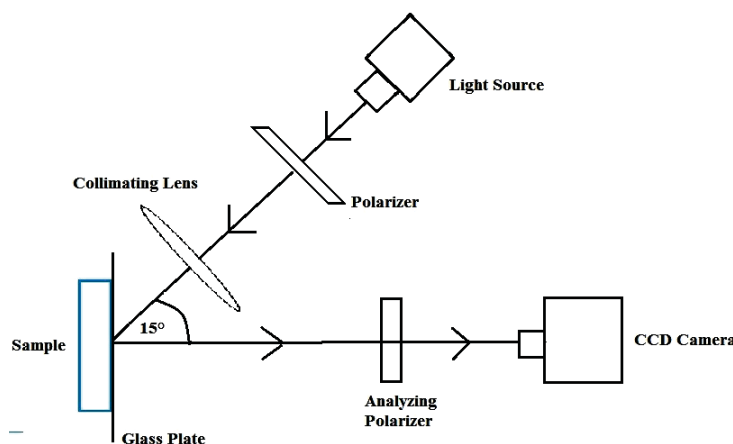 Light Source
Collimating Lens
Polarizer
15°
Sample
CCD Camera
Analyzing
Polarizer
Glass Plate